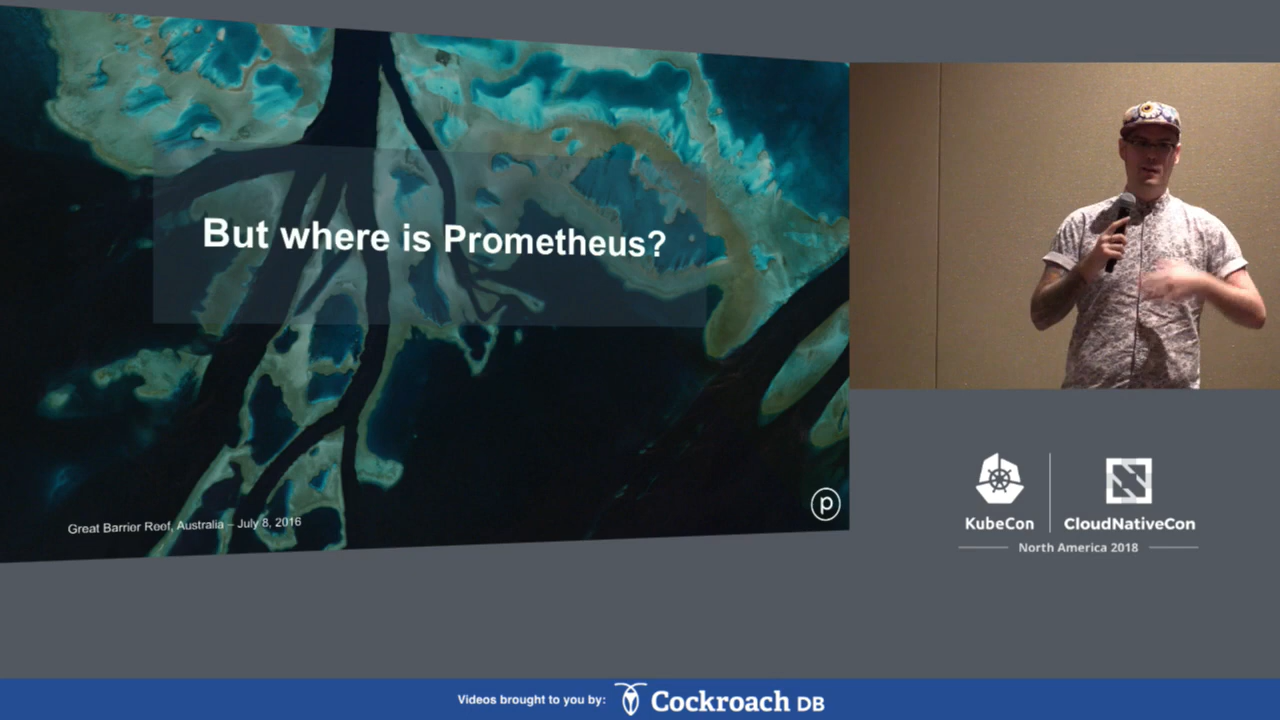 But where is Prometheus?
Great Barrier Reef, Australia – July 8, 2016
p
KubeCon
CloudNativeCon
North America 2018
Videos brought to you by: Cockroach DB